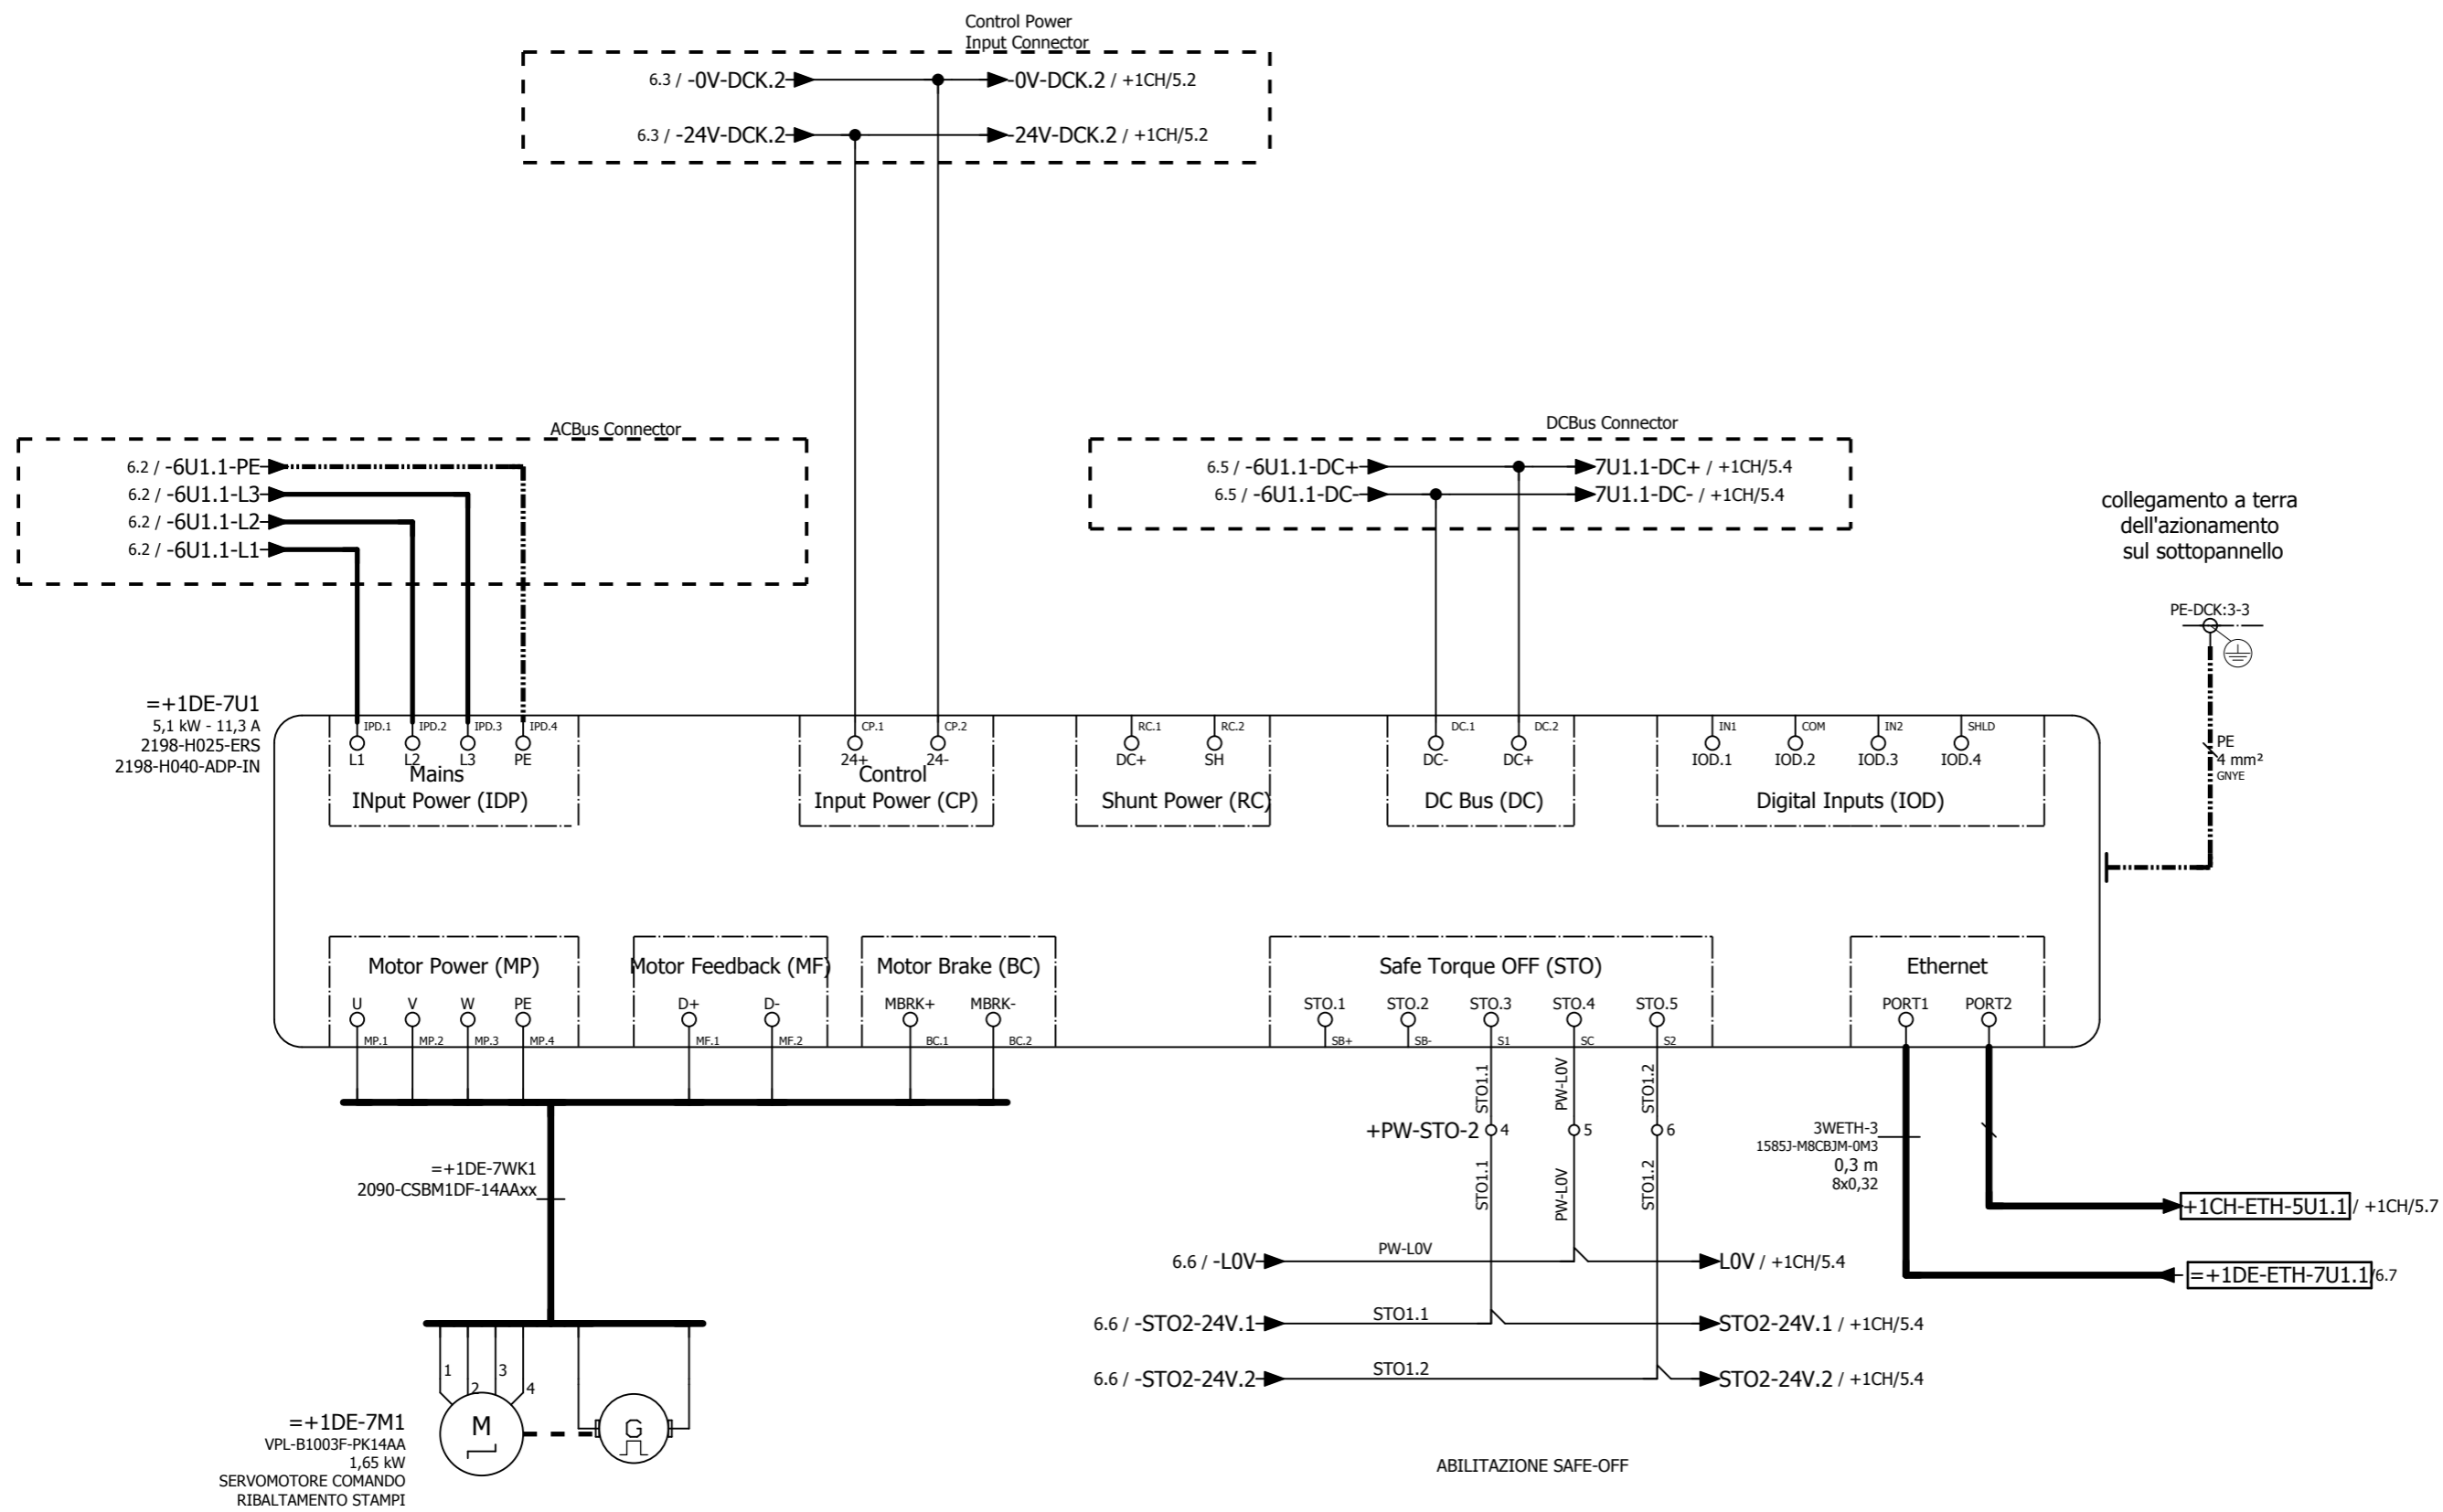 Control Power
Input Connector
6.3 / -0V-DCK.2
-0V-DCK.2 / +1CH/5.2
6.3 / -24V-DCK.2
-24V-DCK.2 / +1CH/5.2
ACBus Connector
6.2 / -6U1.1-PE
6.2 / -6U1.1-L3
6.2 / -6U1.1-L2
6.2 / -6U1.1-L1
DCBus Connector
6.5 / -6U1.1-DC+
7U1.1-DC+ / +1CH/5.4
6.5 / -6U1.1-DC-
7U1.1-DC- / +1CH/5.4
collegamento a terra
dell'azionamento
sul sottopannello
PE-DCK:3-3
PE
4 mm²
GNYE
=+1DE-7U1
5,1 kW - 11,3 A
2198-H025-ERS
2198-H040-ADP-IN
IPD.1 IPD.2 IPD.3 IPD.4
L1 L2 L3 PE
Mains
INput Power (IDP)
CP.1 CP.2
24+ 24-
Control
Input Power (CP)
RC.1 RC.2
DC+ SH
Shunt Power (RC)
DC.1 DC.2
DC- DC+
DC Bus (DC)
IN1 COM IN2 SHLD
IOD.1 IOD.2 IOD.3 IOD.4
Digital Inputs (IOD)
Motor Power (MP)
U V W PE
MP.1 MP.2 MP.3 MP.4
Motor Feedback (MF)
D+ D-
MF.1 MF.2
Motor Brake (BC)
MBRK+ MBRK-
BC.1 BC.2
Safe Torque OFF (STO)
STO.1 STO.2 STO.3 STO.4 STO.5
SB+ SB- S1 SC S2
Ethernet
PORT1 PORT2
STO1.1 PW-L0V STO1.2
+PW-STO-2 4 5 6
STO1.1 PW-L0V STO1.2
3WETH-3
1585J-M8CBJM-0M3
0,3 m
8x0,32
=+1DE-7WK1
2090-CSBM1DF-14AAxx
+1CH-ETH-5U1.1 / +1CH/5.7
=+1DE-ETH-7U1.1/6.7
6.6 / -L0V
PW-L0V
L0V / +1CH/5.4
6.6 / -STO2-24V.1
STO1.1
STO2-24V.1 / +1CH/5.4
6.6 / -STO2-24V.2
STO1.2
STO2-24V.2 / +1CH/5.4
1 2 3 4
M
G
=+1DE-7M1
VPL-B1003F-PK14AA
1,65 kW
SERVOMOTORE COMANDO
RIBALTAMENTO STAMPI
ABILITAZIONE SAFE-OFF